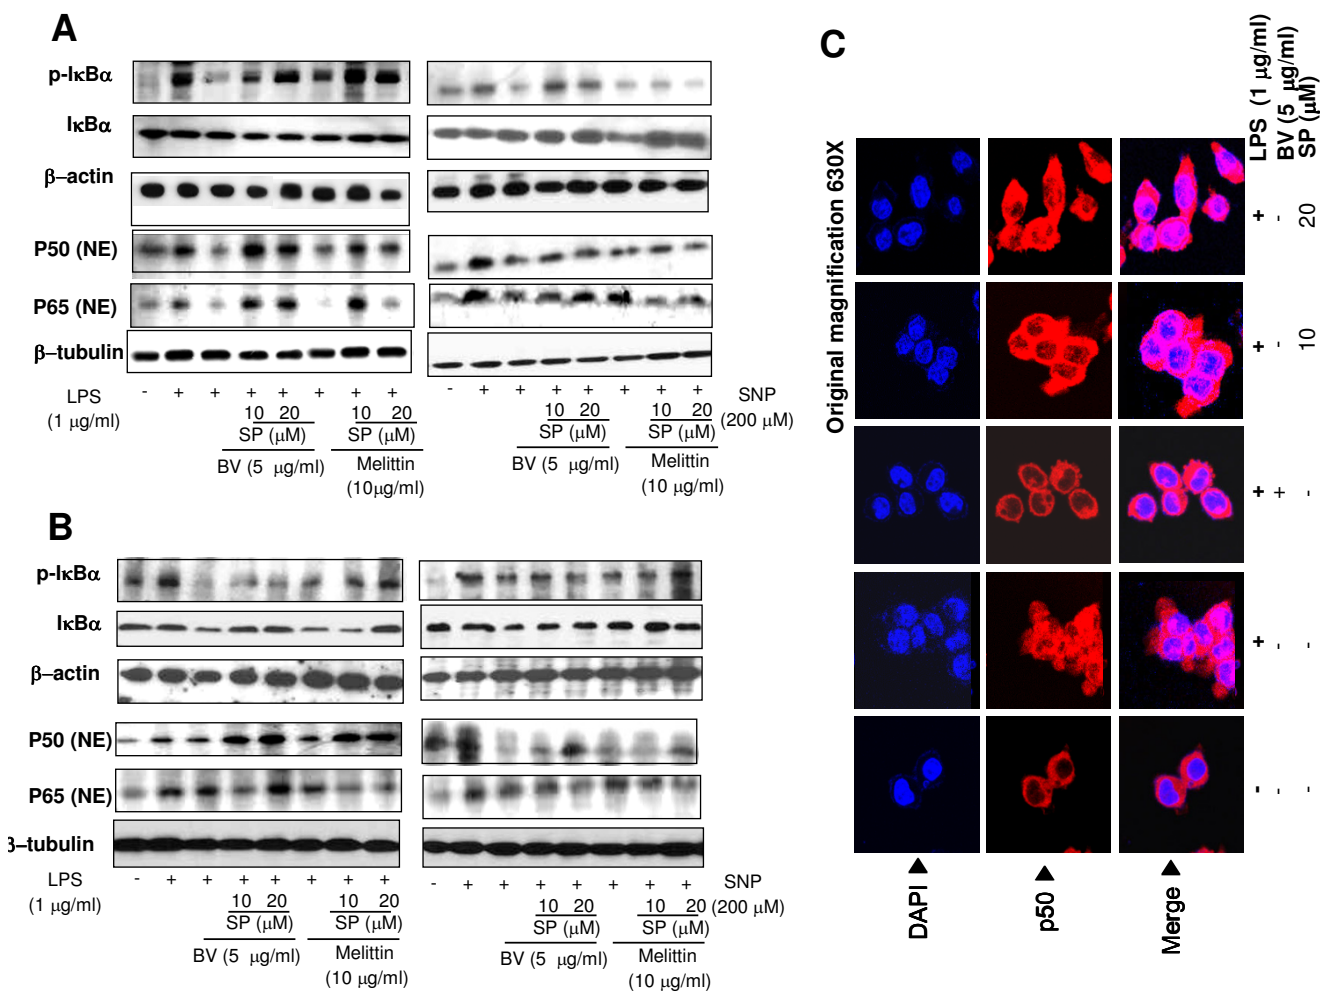 A
p-IκBα
IκBα
β–actin
P50 (NE)
P65 (NE)
β–tubulin
LPS
(1 µg/ml)
- + + + + + + +
10 20 10 20
SP (µM) SP (µM)
BV (5 µg/ml) Melittin
(10µg/ml)
- + + + + + + + SNP
10 20 10 20 (200 µM)
SP (µM) SP (µM)
BV (5 µg/ml) Melittin
(10 µg/ml)
B
p-IκBα
IκBα
β–actin
P50 (NE)
P65 (NE)
β–tubulin
LPS
(1 µg/ml)
- + + + + + + +
10 20 10 20
SP (µM) SP (µM)
BV (5 µg/ml) Melittin
(10 µg/ml)
- + + + + + + + SNP
10 20 10 20 (200 µM)
SP (µM) SP (µM)
BV (5 µg/ml) Melittin
(10 µg/ml)
C
Original magnification 630X
LPS (1 µg/ml)
BV (5 µg/ml)
SP (µM)
+ - 20
+ - 10
+ + -
+ - -
- - -
DAPI ▶
p50 ▶
Merge ▶